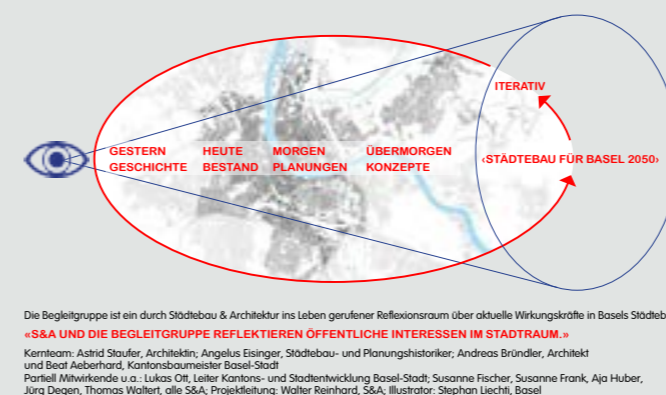 ITERATIV
GESTERN HEUTE MORGEN ÜBERMORGEN
GESCHICHTE BESTAND PLANUNGEN KONZEPTE
‹STÄDTEBAU FÜR BASEL 2050›
Die Begleitgruppe ist ein durch Städtebau & Architektur ins Leben gerufener Reflexionsraum über aktuelle Wirkungskräfte in Basels Städteb
«S&A UND DIE BEGLEITGRUPPE REFLEKTIEREN ÖFFENTLICHE INTERESSEN IM STADTRAUM.»
Kernteam: Astrid Staufer, Architektin; Angelus Eisinger, Städtebau- und Planungshistoriker; Andreas Bründler, Architekt
und Beat Aeberhard, Kantonsbaumeister Basel-Stadt
Partiell Mitwirkende u.a.: Lukas Ott, Leiter Kantons- und Stadtentwicklung Basel-Stadt; Susanne Fischer, Susanne Frank, Aja Huber,
Jürg Degen, Thomas Waltert, alle S&A; Projektleitung: Walter Reinhard, S&A; Illustrator: Stephan Liechti, Basel